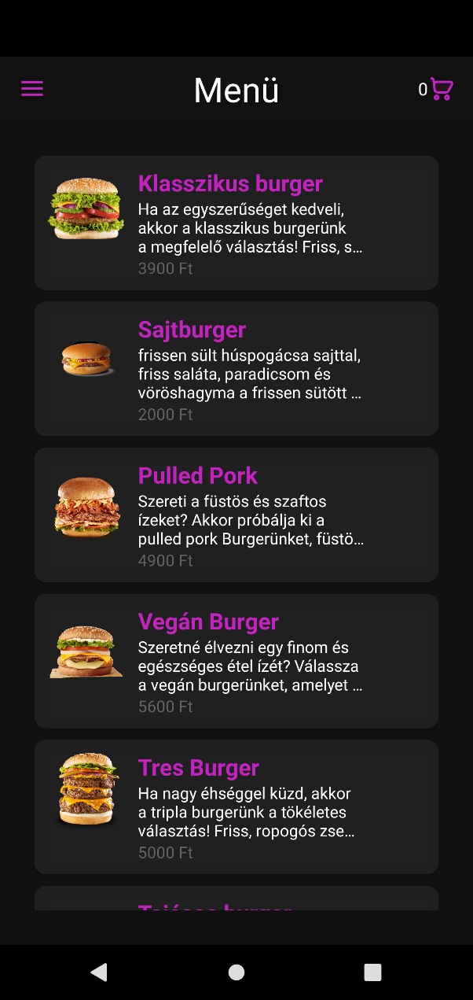 Menü
0
Klasszikus burger
Ha az egyszerűséget kedveli,
akkor a klasszikus burgerünk
a megfelelő választás! Friss, s…
3900 Ft
Sajtburger
frissen sült húspogácsa sajttal,
friss saláta, paradicsom és
vöröshagyma a frissen sütött …
2000 Ft
Pulled Pork
Szereti a füstös és szaftos
ízeket? Akkor próbálja ki a
pulled pork Burgerünket, füstö…
4900 Ft
Vegán Burger
Szeretné élvezni egy finom és
egészséges étel ízét? Válassza
a vegán burgerünket, amelyet …
5600 Ft
Tres Burger
Ha nagy éhséggel küzd, akkor
a tripla burgerünk a tökéletes
választás! Friss, ropogós zse…
5000 Ft
burger